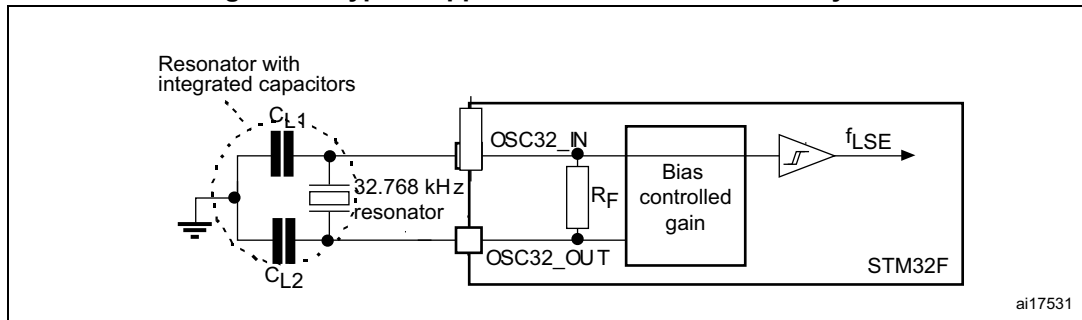 Resonator with
integrated capacitors
CL1
OSC32_IN
fLSE
Bias
controlled
gain
32.768 kHz
resonator
RF
OSC32_OUT
CL2
STM32F
ai17531